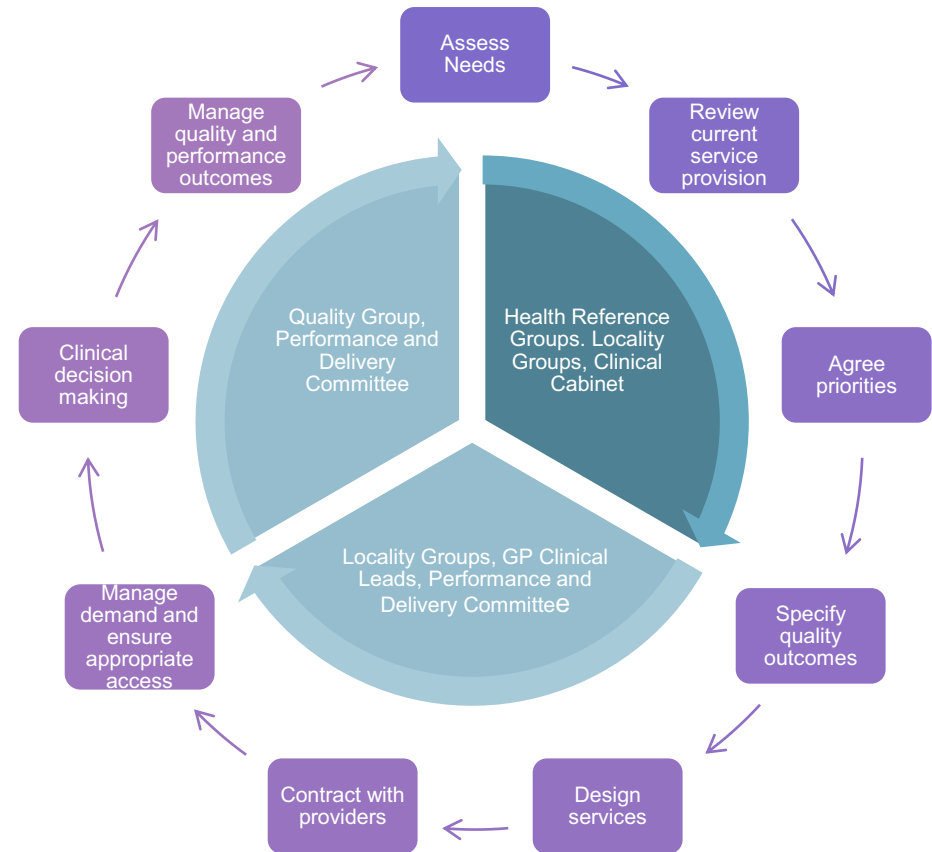 Assess
Needs
Review
current
service
provision
Agree
priorities
Specify
quality
outcomes
Design
services
Contract with
providers
Manage
demand and
ensure
appropriate
access
Clinical
decision
making
Manage
quality and
performance
outcomes
Quality Group,
Performance and
Delivery
Committee
Health Reference
Groups. Locality
Groups, Clinical
Cabinet
Locality Groups, GP Clinical
Leads, Performance and
Delivery Committee